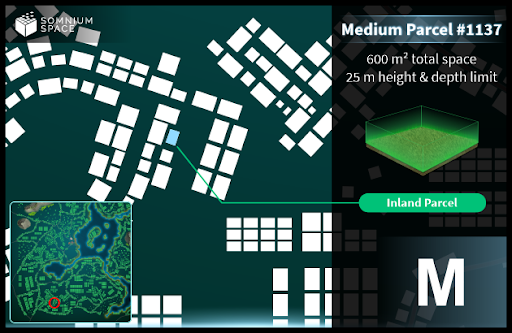 SOMNIUM
SPACE
Medium Parcel #1137
600 m² total space
25 m height & depth limit
Inland Parcel
M